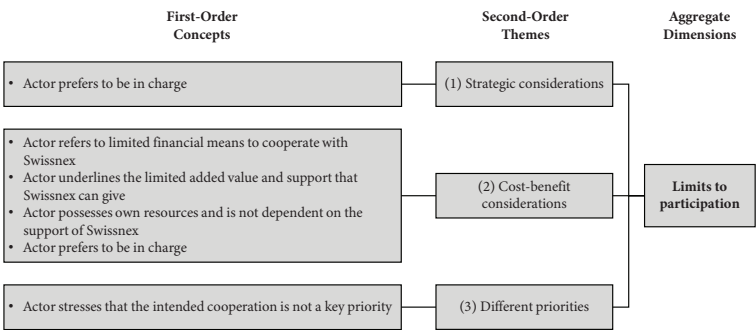 First-Order
Concepts
Second-Order
Themes
Aggregate
Dimensions
• Actor prefers to be in charge
(1) Strategic considerations
• Actor refers to limited financial means to cooperate with
Swissnex
• Actor underlines the limited added value and support that
Swissnex can give
• Actor possesses own resources and is not dependent on the
support of Swissnex
• Actor prefers to be in charge
(2) Cost-benefit
considerations
Limits to
participation
• Actor stresses that the intended cooperation is not a key priority
(3) Different priorities